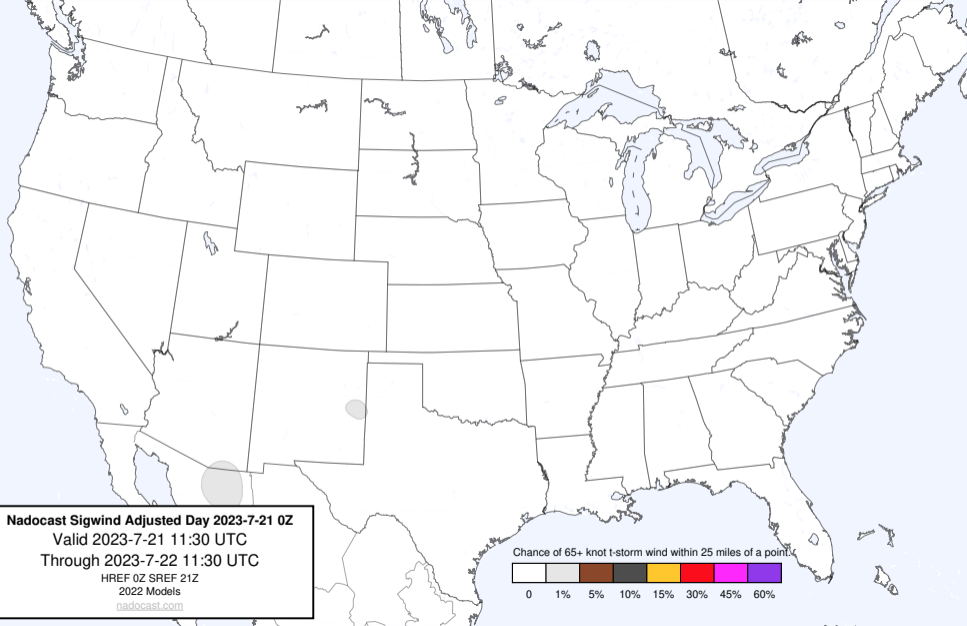 Nadocast Sigwind Adjusted Day 2023-7-21 0Z
Valid 2023-7-21 11:30 UTC
Through 2023-7-22 11:30 UTC
HREF 0Z SREF 21Z
2022 Models
nadocast.com
Chance of 65+ knot t-storm wind within 25 miles of a point.
0 1% 5% 10% 15% 30% 45% 60%